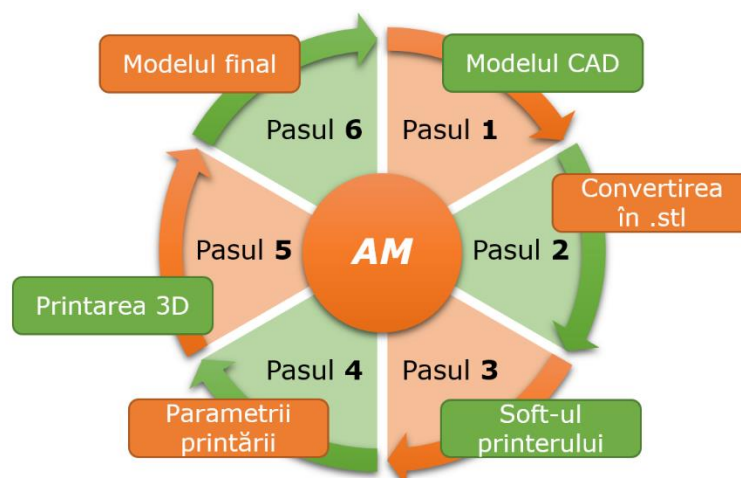 Modelul final
Modelul CAD
Pasul 6
Pasul 1
Convertirea
în .stl
Pasul 5
AM
Pasul 2
Printarea 3D
Pasul 4
Pasul 3
Parametrii
printării
Soft-ul
printerului